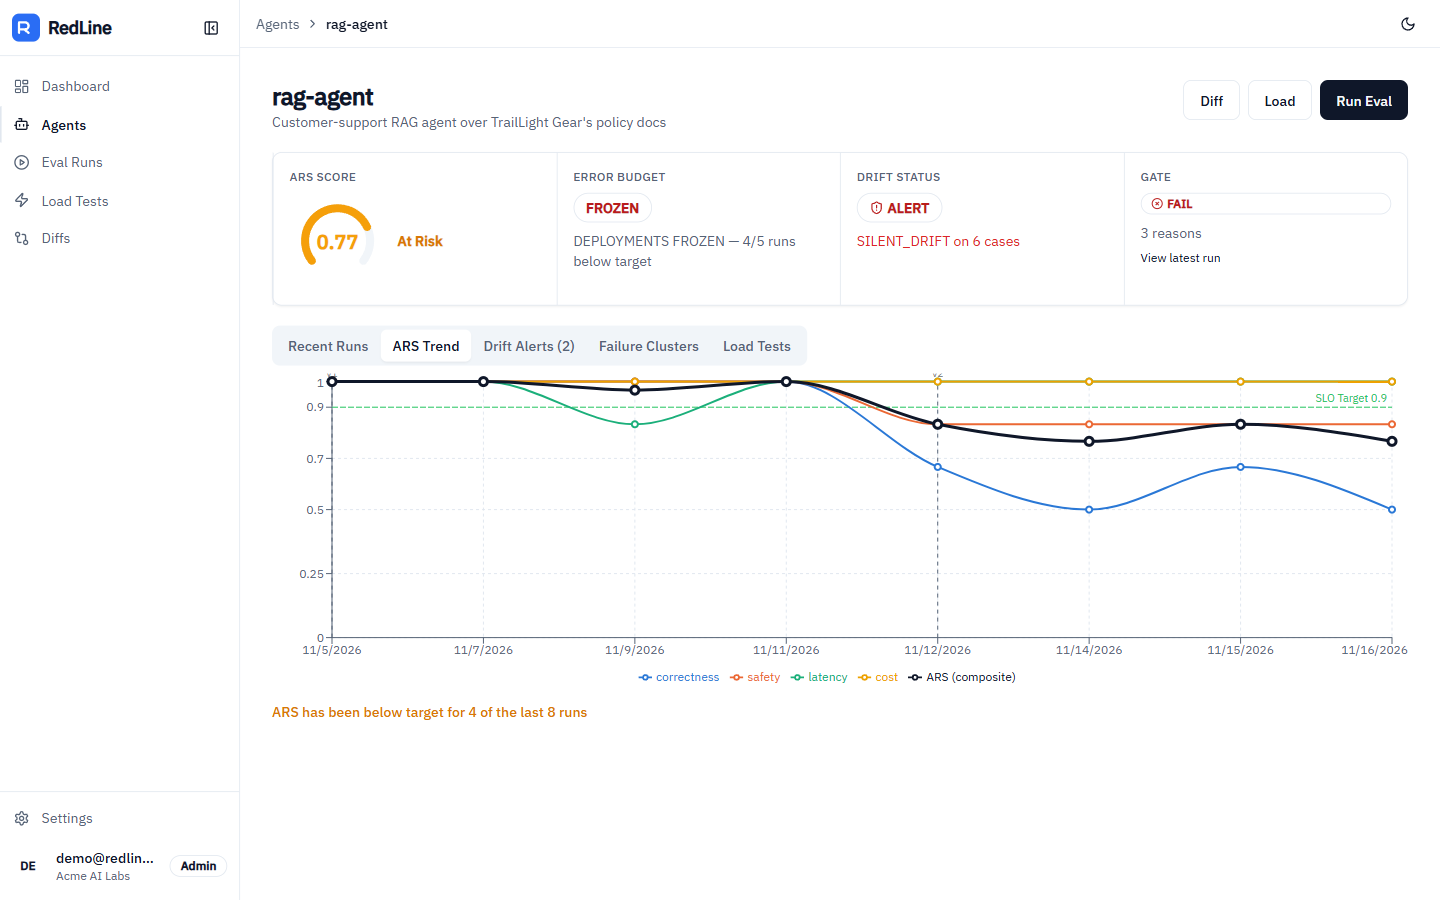 RedLine
Agents
rag-agent
Dashboard
Agents
Eval Runs
Load Tests
Diffs
rag-agent
Customer-support RAG agent over TrailLight Gear's policy docs
Diff
Load
Run Eval
ARS SCORE
0.77
At Risk
ERROR BUDGET
FROZEN
DEPLOYMENTS FROZEN — 4/5 runs
below target
DRIFT STATUS
ALERT
SILENT_DRIFT on 6 cases
GATE
FAIL
3 reasons
View latest run
Recent Runs
ARS Trend
Drift Alerts (2)
Failure Clusters
Load Tests
1
0.9
0.7
0.5
0.25
0
SLO Target 0.9
11/5/2026
11/7/2026
11/9/2026
11/11/2026
11/12/2026
11/14/2026
11/15/2026
11/16/2026
correctness
safety
latency
cost
ARS (composite)
ARS has been below target for 4 of the last 8 runs
Settings
DE
demo@redlin...
Acme AI Labs
Admin